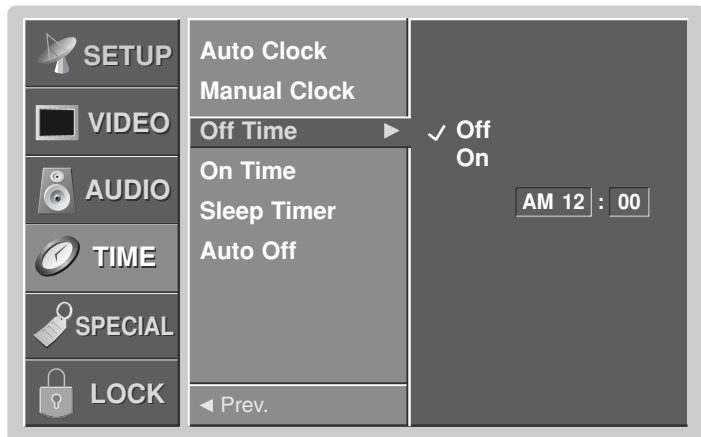 SETUP
VIDEO
AUDIO
TIME
SPECIAL
LOCK
Auto Clock
Manual Clock
Off Time ►
On Time
Sleep Timer
Auto Off
◄ Prev.
✓ Off
On
AM 12 : 00